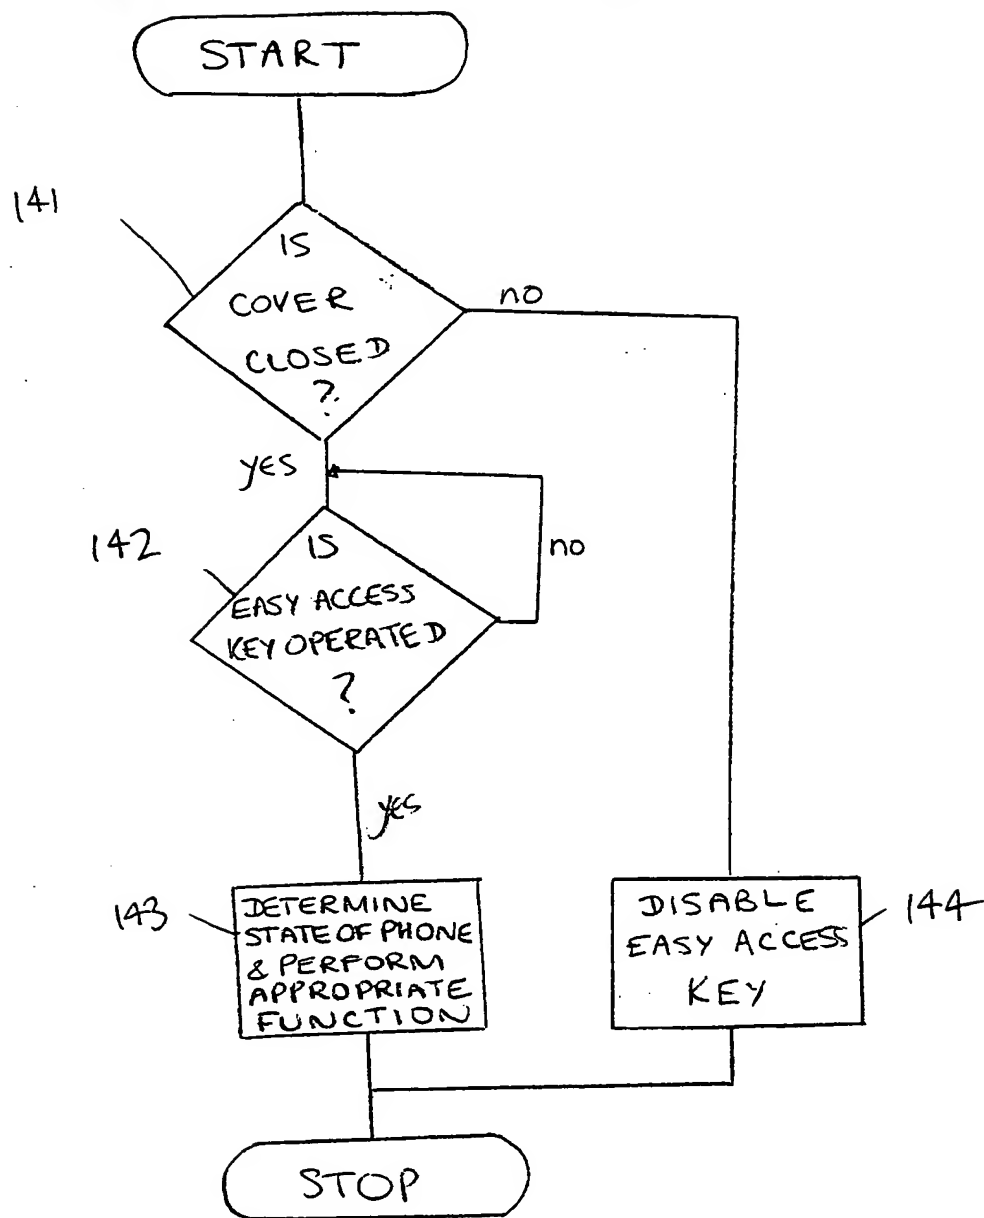 START
141
IS
COVER
CLOSED
?
no
yes
142
IS
EASY ACCESS
KEY OPERATED
?
no
yes
143
DETERMINE
STATE OF PHONE
& PERFORM
APPROPRIATE
FUNCTION
DISABLE
EASY ACCESS
KEY
144
STOP